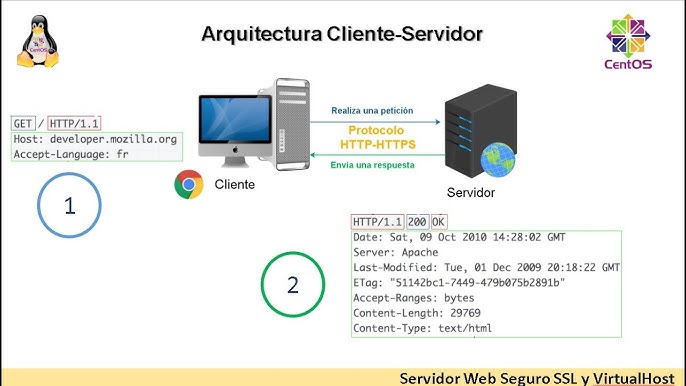 Arquitectura Cliente-Servidor
CentOS
CentOS
GET / HTTP/1.1
Host: developer.mozilla.org
Accept-Language: fr
1
Realiza una petición
Protocolo
HTTP-HTTPS
Envía una respuesta
Cliente
Servidor
2
HTTP/1.1 200 OK
Date: Sat, 09 Oct 2010 14:28:02 GMT
Server: Apache
Last-Modified: Tue, 01 Dec 2009 20:18:22 GMT
ETag: "51142bc1-7449-479b075b2891b"
Accept-Ranges: bytes
Content-Length: 29769
Content-Type: text/html
Servidor Web Seguro SSL y VirtualHost